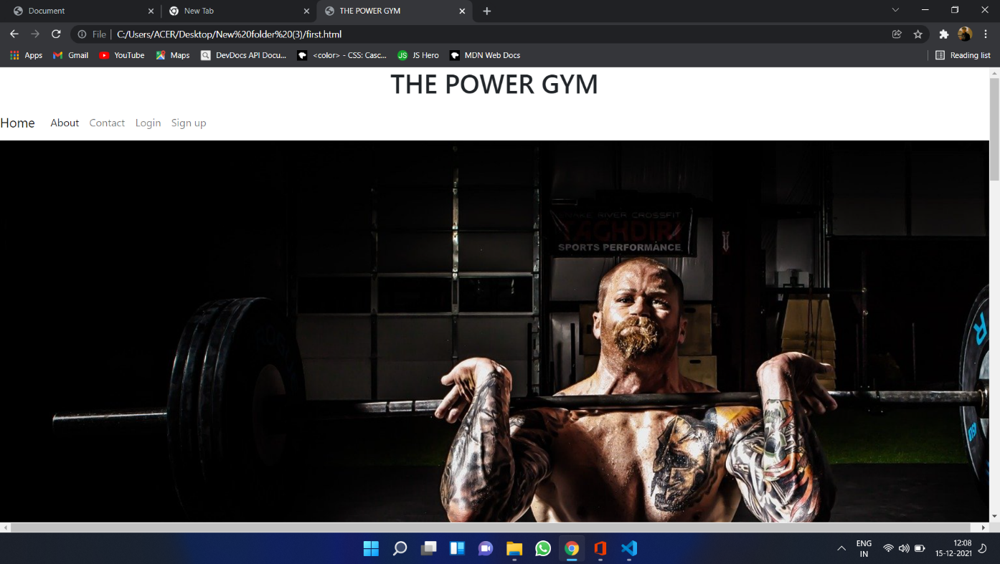 Document
New Tab
THE POWER GYM
File
C:/Users/ACER/Desktop/New%20folder%20(3)/first.html
Apps
Gmail
YouTube
Maps
DevDocs API Docu...
<color> - CSS: Casc...
JS
JS Hero
MDN Web Docs
Reading list
THE POWER GYM
Home
About
Contact
Login
Sign up
RIVER CROSSFIT
SPORTS PERFORMANCE
R
ENG
IN
12:08
15-12-2021